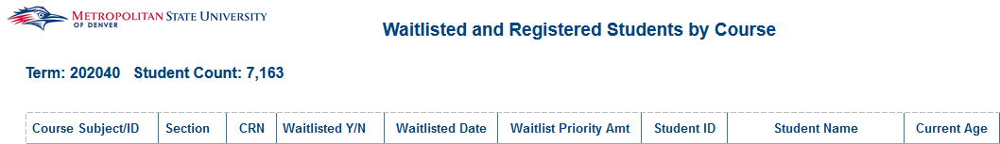 METROPOLITAN STATE UNIVERSITY
OF DENVER
Waitlisted and Registered Students by Course
Term: 202040 Student Count: 7,163
Course Subject/ID Section CRN Waitlisted Y/N Waitlisted Date Waitlist Priority Amt Student ID Student Name Current Age